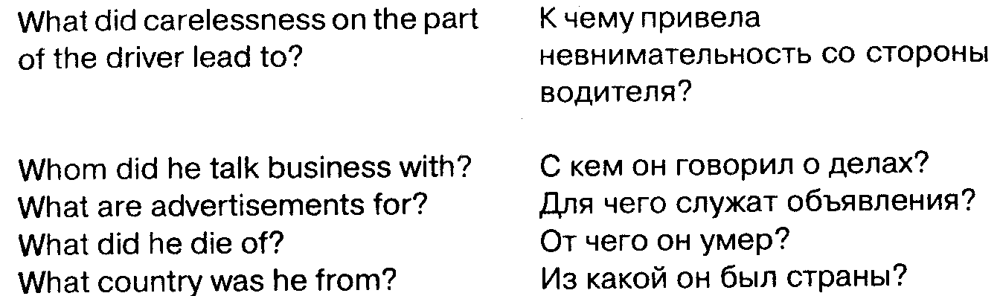 What did carelessness on the part
of the driver lead to?
К чему привела
невнимательность со стороны
водителя?
Whom did he talk business with?
С кем он говорил о делах?
What are advertisements for?
Для чего служат объявления?
What did he die of?
От чего он умер?
What country was he from?
Из какой он был страны?